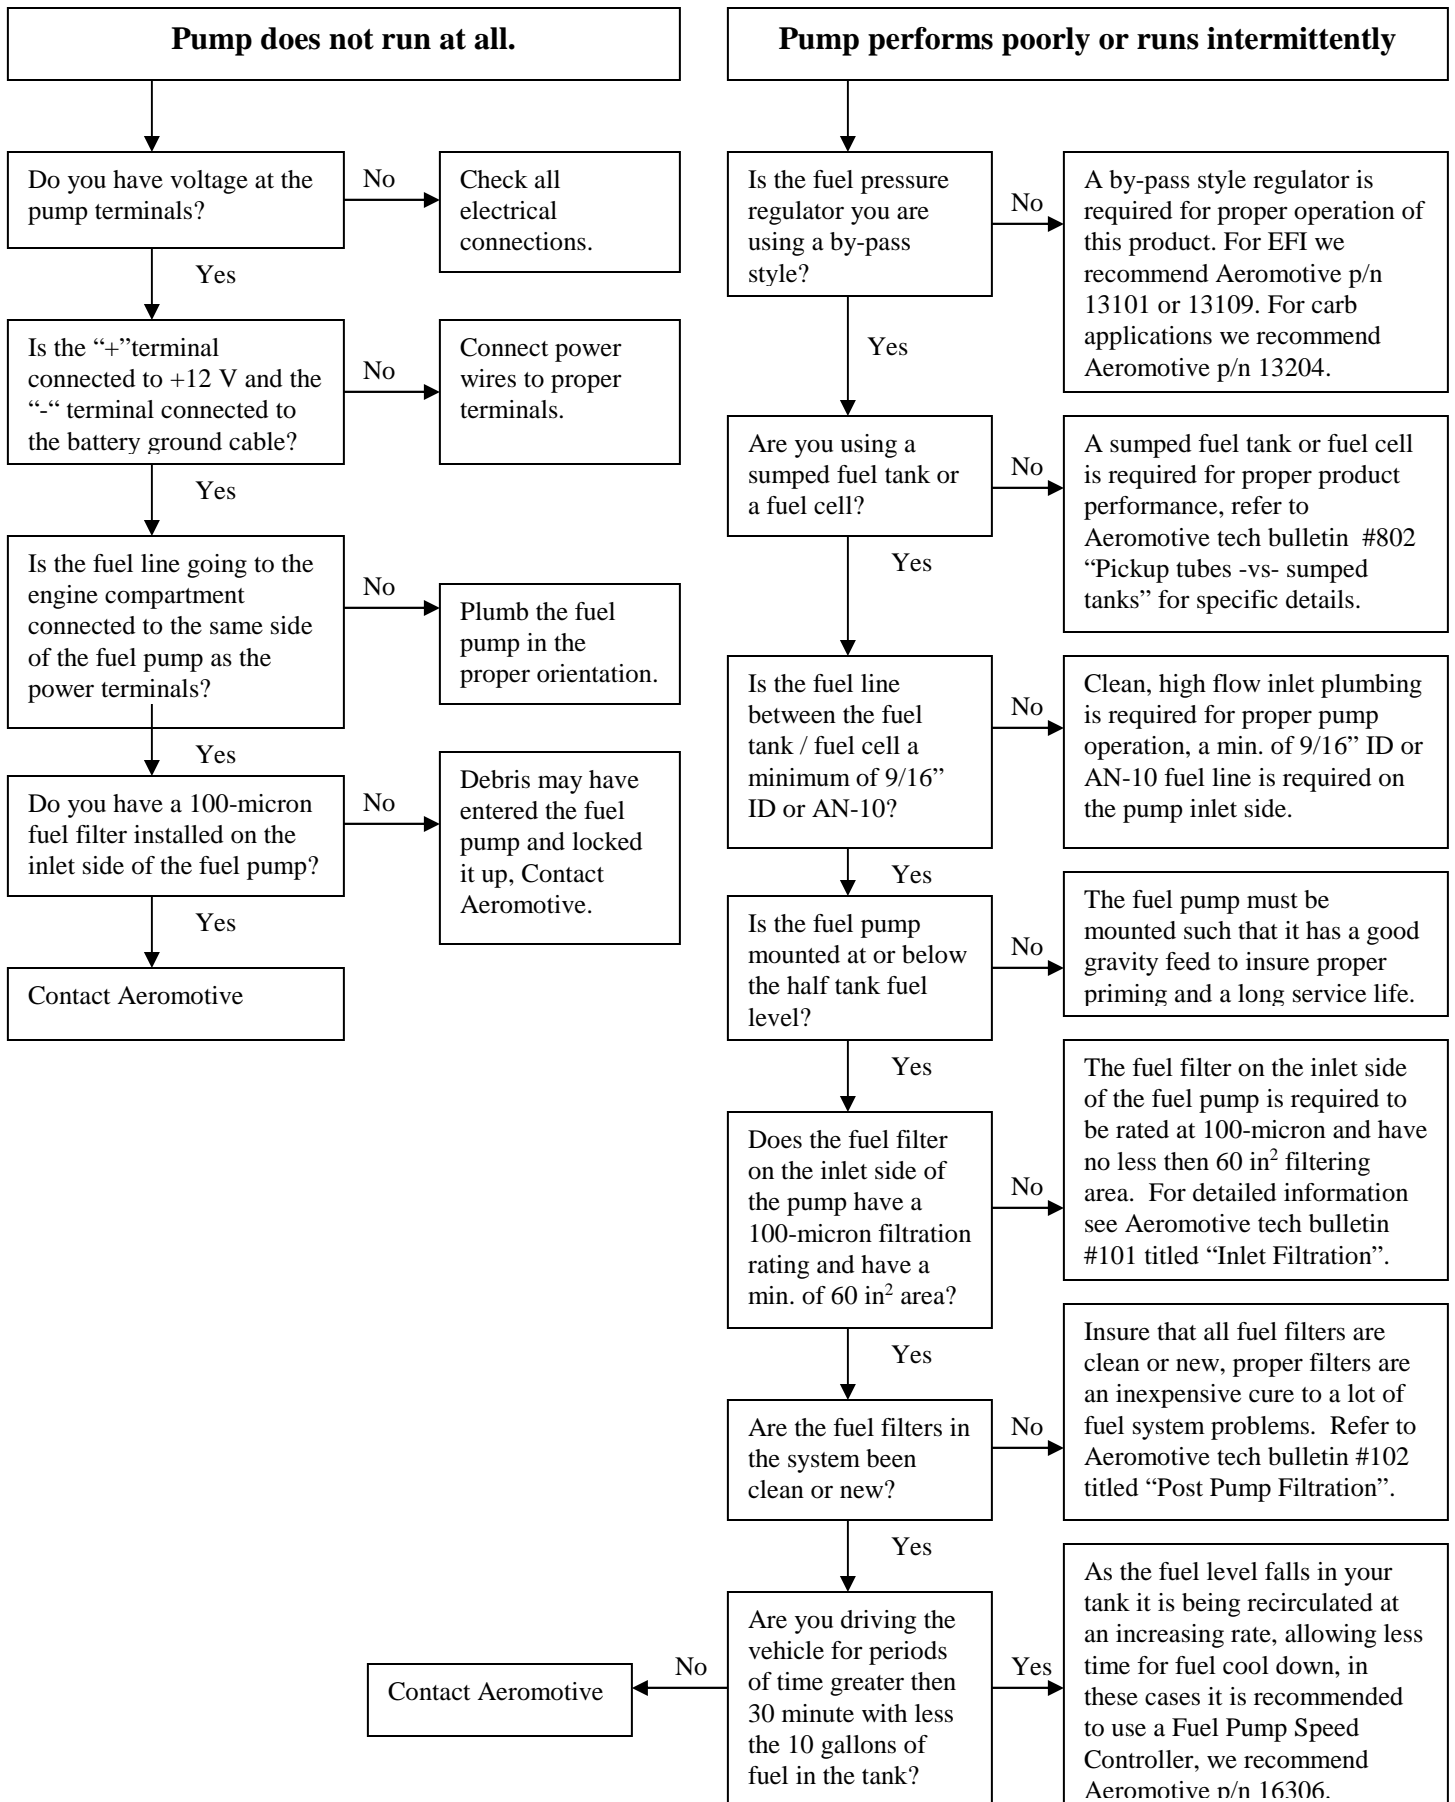 Pump does not run at all.
Do you have voltage at the
pump terminals?
No
Check all
electrical
connections.
Yes
Is the “+”terminal
connected to +12 V and the
“-“ terminal connected to
the battery ground cable?
No
Connect power
wires to proper
terminals.
Yes
Is the fuel line going to the
engine compartment
connected to the same side
of the fuel pump as the
power terminals?
No
Plumb the fuel
pump in the
proper orientation.
Yes
Do you have a 100-micron
fuel filter installed on the
inlet side of the fuel pump?
No
Debris may have
entered the fuel
pump and locked
it up, Contact
Aeromotive.
Yes
Contact Aeromotive
Pump performs poorly or runs intermittently
Is the fuel pressure
regulator you are
using a by-pass
style?
No
A by-pass style regulator is
required for proper operation of
this product. For EFI we
recommend Aeromotive p/n
13101 or 13109. For carb
applications we recommend
Aeromotive p/n 13204.
Yes
Are you using a
sumped fuel tank or
a fuel cell?
No
A sumped fuel tank or fuel cell
is required for proper product
performance, refer to
Aeromotive tech bulletin  #802
“Pickup tubes -vs- sumped
tanks” for specific details.
Yes
Is the fuel line
between the fuel
tank / fuel cell a
minimum of 9/16”
ID or AN-10?
No
Clean, high flow inlet plumbing
is required for proper pump
operation, a min. of 9/16” ID or
AN-10 fuel line is required on
the pump inlet side.
Yes
Is the fuel pump
mounted at or below
the half tank fuel
level?
No
The fuel pump must be
mounted such that it has a good
gravity feed to insure proper
priming and a long service life.
Yes
Does the fuel filter
on the inlet side of
the pump have a
100-micron filtration
rating and have a
min. of 60 in² area?
No
The fuel filter on the inlet side
of the fuel pump is required to
be rated at 100-micron and have
no less then 60 in² filtering
area.  For detailed information
see Aeromotive tech bulletin
#101 titled “Inlet Filtration”.
Yes
Are the fuel filters in
the system been
clean or new?
No
Insure that all fuel filters are
clean or new, proper filters are
an inexpensive cure to a lot of
fuel system problems.  Refer to
Aeromotive tech bulletin #102
titled “Post Pump Filtration”.
Yes
Are you driving the
vehicle for periods
of time greater then
30 minute with less
the 10 gallons of
fuel in the tank?
No
Contact Aeromotive
Yes
As the fuel level falls in your
tank it is being recirculated at
an increasing rate, allowing less
time for fuel cool down, in
these cases it is recommended
to use a Fuel Pump Speed
Controller, we recommend
Aeromotive p/n 16306.